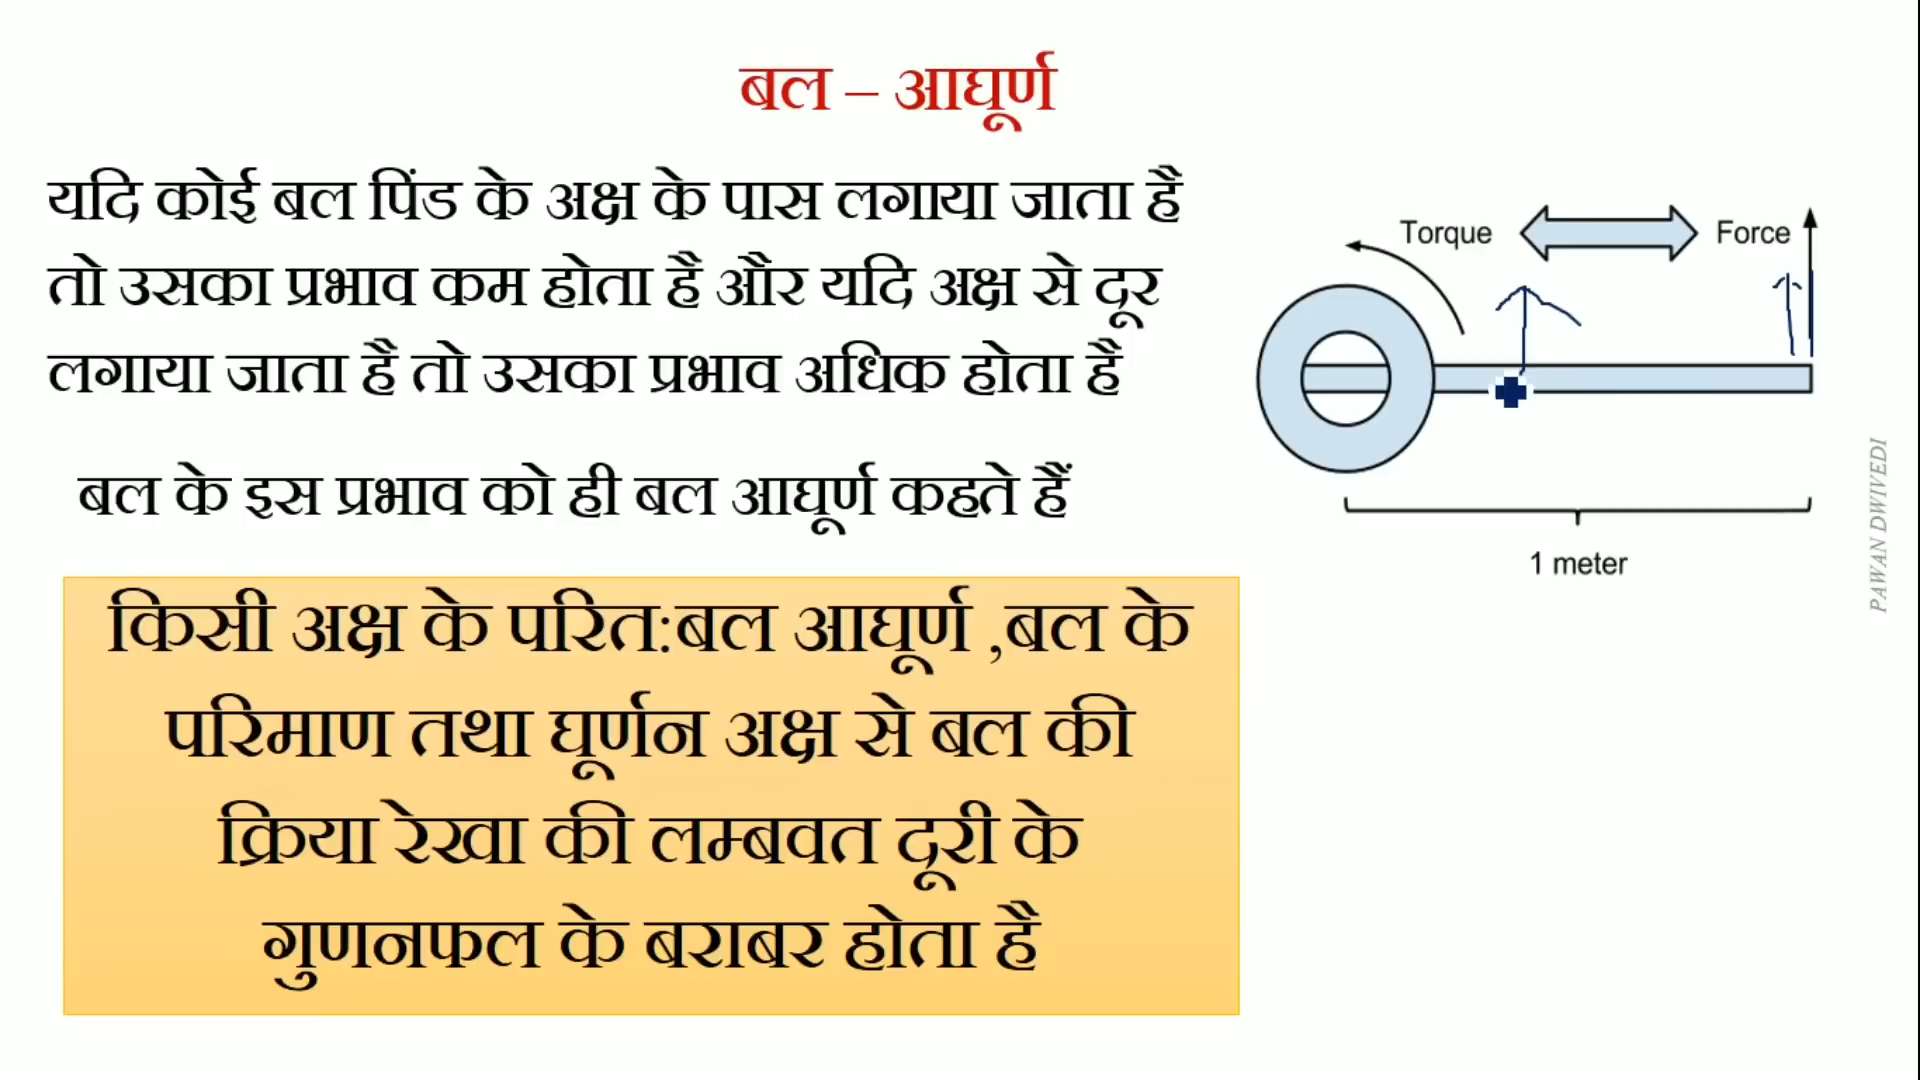 बल – आघूर्ण
यदि कोई बल पिंड के अक्ष के पास लगाया जाता है
तो उसका प्रभाव कम होता है और यदि अक्ष से दूर
लगाया जाता है तो उसका प्रभाव अधिक होता है
बल के इस प्रभाव को ही बल आघूर्ण कहते हैं
किसी अक्ष के परित:बल आघूर्ण ,बल के
परिमाण तथा घूर्णन अक्ष से बल की
क्रिया रेखा की लम्बवत दूरी के
गुणनफल के बराबर होता है
Torque Force
1 meter
PAWAN DWIVEDI